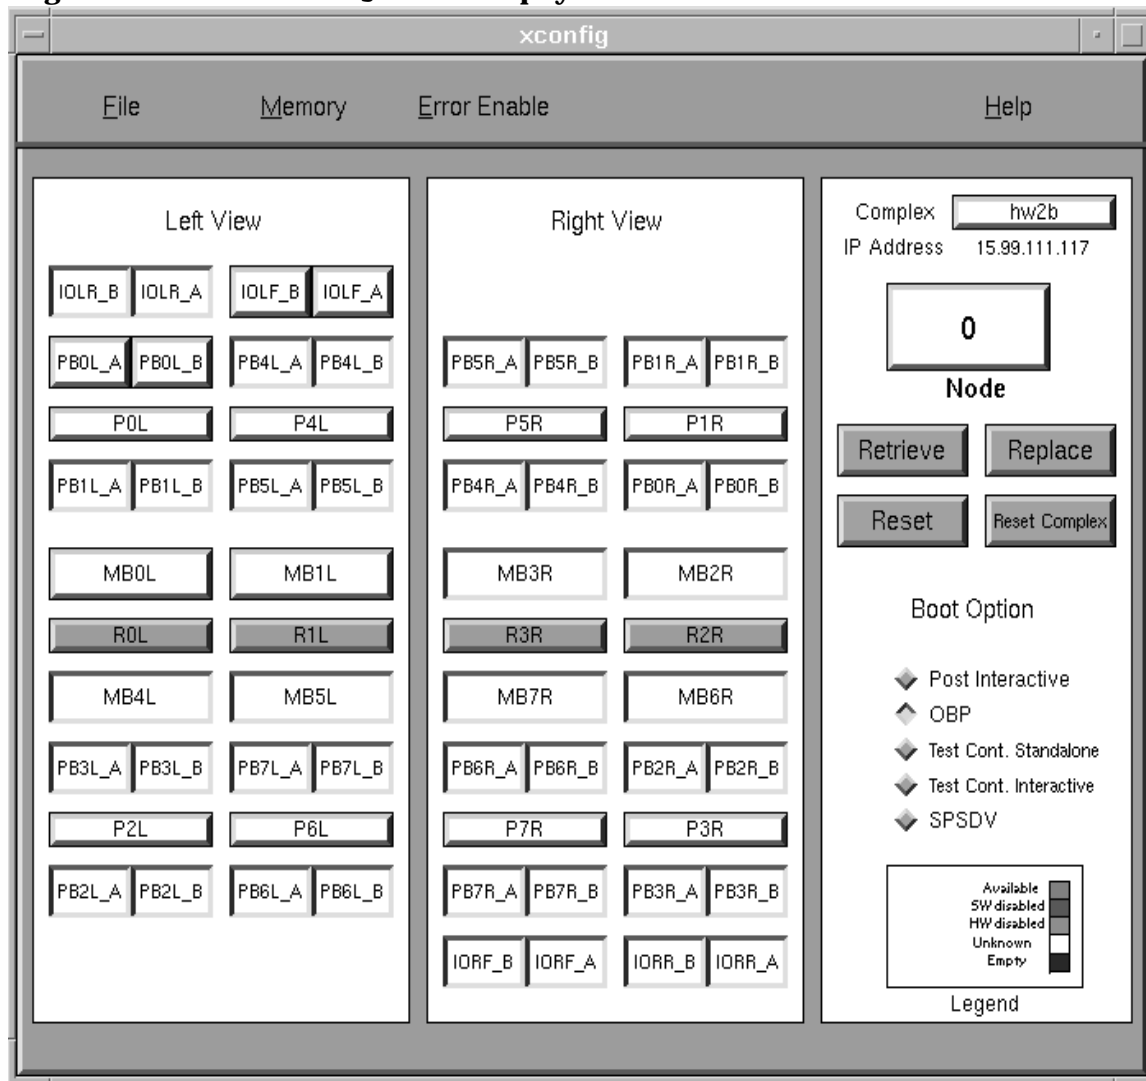 xconfig
File Memory Error Enable Help
Left View
IOLR_B IOLR_A IOLF_B IOLF_A
PB0L_A PB0L_B PB4L_A PB4L_B
P0L P4L
PB1L_A PB1L_B PB5L_A PB5L_B
MB0L MB1L
R0L R1L
MB4L MB5L
PB3L_A PB3L_B PB7L_A PB7L_B
P2L P6L
PB2L_A PB2L_B PB6L_A PB6L_B
Right View
PB5R_A PB5R_B PB1R_A PB1R_B
P5R P1R
PB4R_A PB4R_B PB0R_A PB0R_B
MB3R MB2R
R3R R2R
MB7R MB6R
PB6R_A PB6R_B PB2R_A PB2R_B
P7R P3R
PB7R_A PB7R_B PB3R_A PB3R_B
IORF_B IORF_A IORR_B IORR_A
Complex hw2b
IP Address 15.99.111.117
0
Node
Retrieve Replace
Reset Reset Complex
Boot Option
Post Interactive
OBP
Test Cont. Standalone
Test Cont. Interactive
SPSDV
Available
SW disabled
HW disabled
Unknown
Empty
Legend